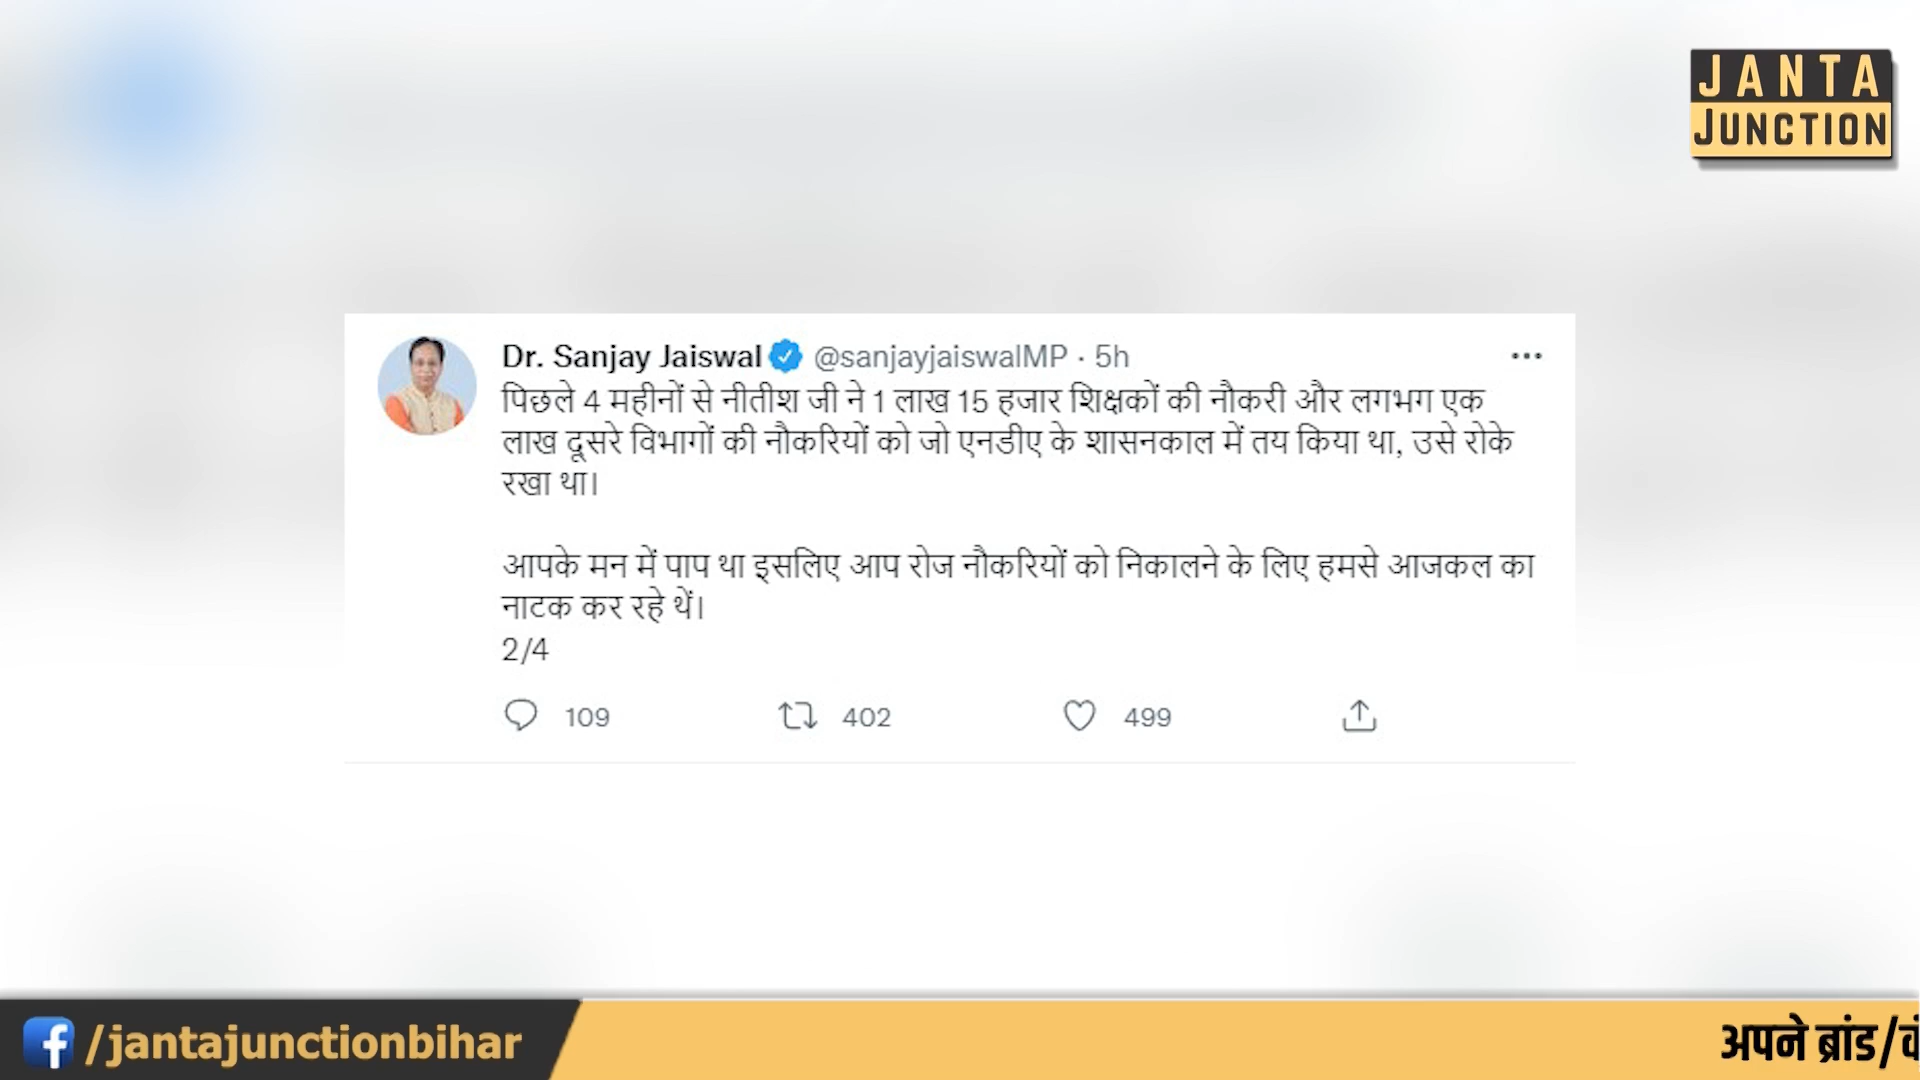 JANTA
JUNCTION
Dr. Sanjay Jaiswal @sanjayjaiswalMP · 5h
पिछले 4 महीनों से नीतीश जी ने 1 लाख 15 हजार शिक्षकों की नौकरी और लगभग एक
लाख दूसरे विभागों की नौकरियों को जो एनडीए के शासनकाल में तय किया था, उसे रोके
रखा था।
आपके मन में पाप था इसलिए आप रोज नौकरियों को निकालने के लिए हमसे आजकल का
नाटक कर रहे थें।
2/4
109 402 499
/jantajunctionbihar
अपने ब्रांड/